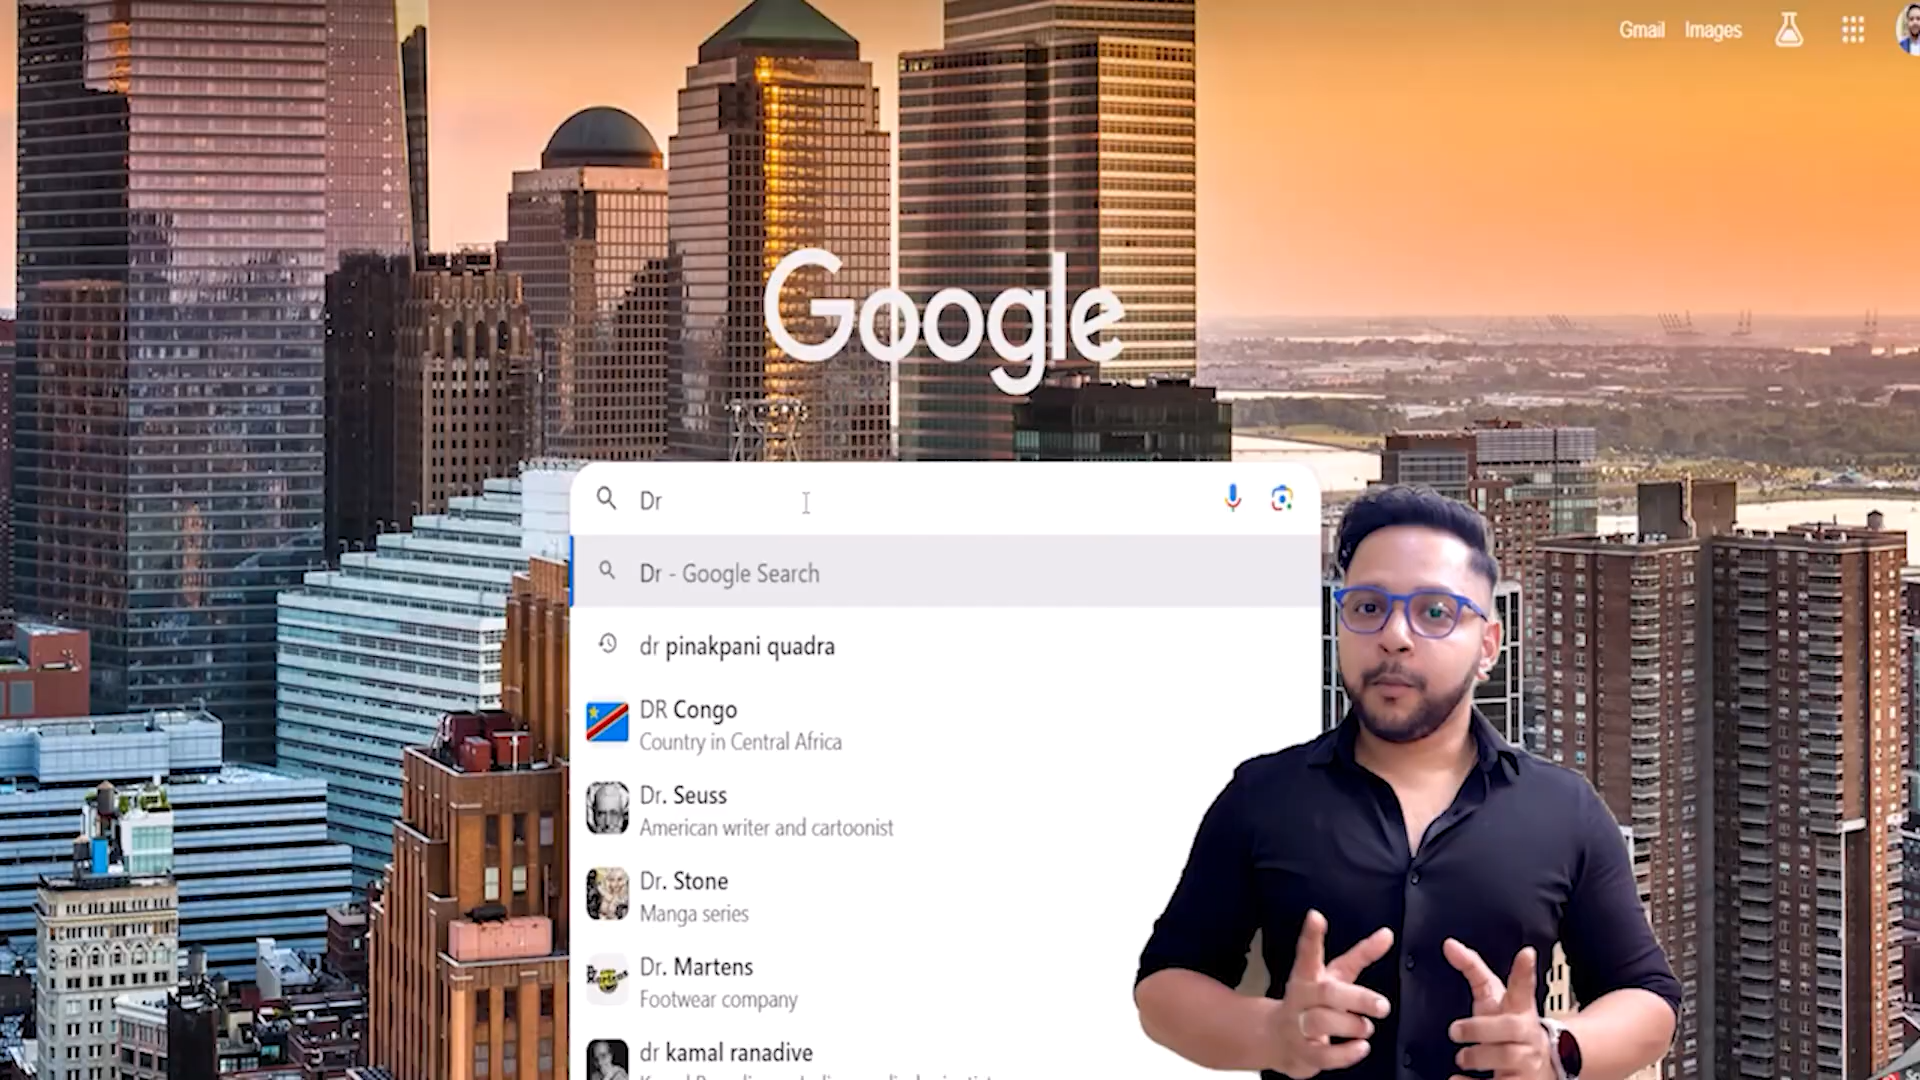 Gmail Images
Google
Dr
Dr - Google Search
dr pinakpani quadra
DR Congo
Country in Central Africa
Dr. Seuss
American writer and cartoonist
Dr. Stone
Manga series
Dr. Martens
Footwear company
dr kamal ranadive